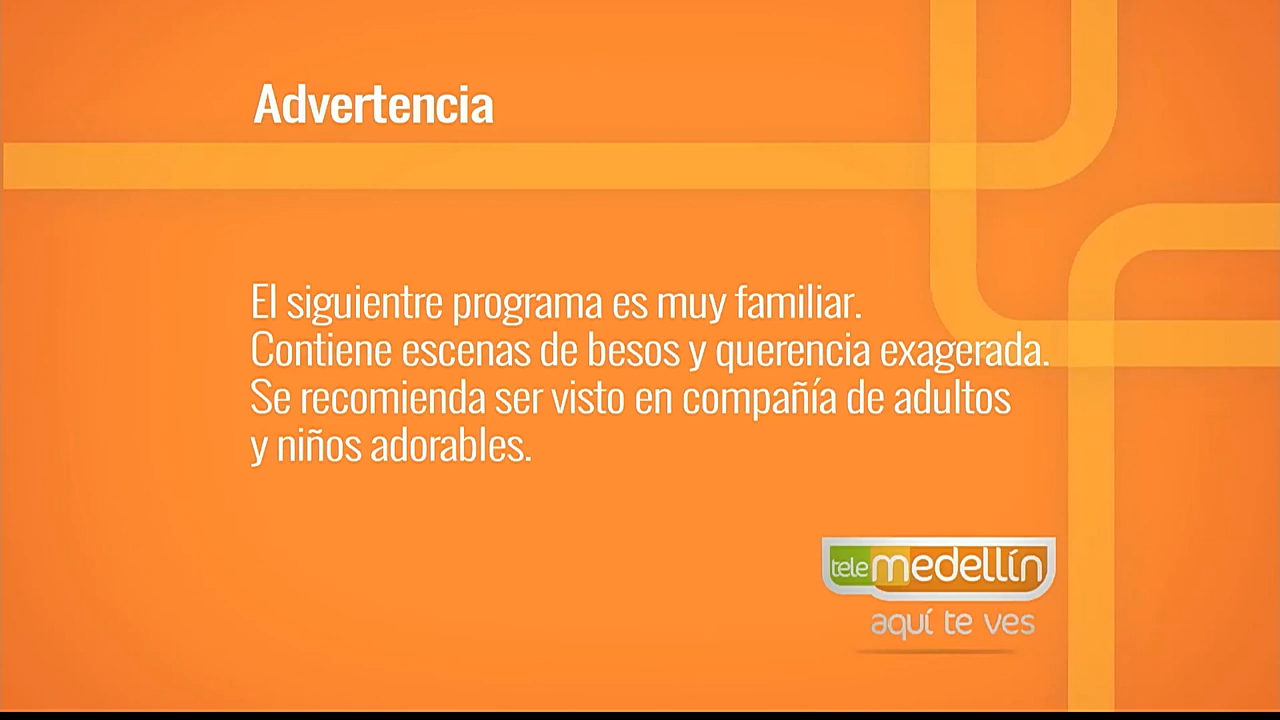 Advertencia
El siguientre programa es muy familiar.
Contiene escenas de besos y querencia exagerada.
Se recomienda ser visto en compañía de adultos
y niños adorables.
telemedellín
aquí te ves